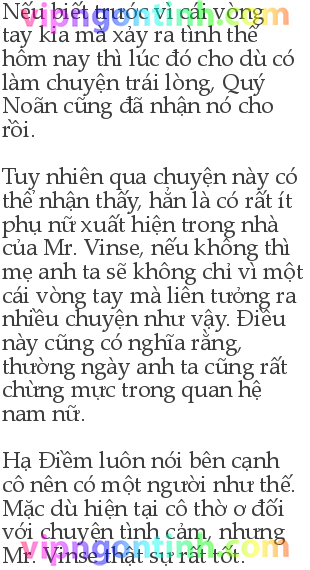 vipngontinh.com
Nếu biết trước vì cái vòng
tay kia mà xảy ra tình thế
hôm nay thì lúc đó cho dù có
làm chuyện trái lòng, Quý
Noãn cũng đã nhận nó cho
rồi.
Tuy nhiên qua chuyện này có
thể nhận thấy, hẳn là có rất ít
phụ nữ xuất hiện trong nhà
của Mr. Vinse, nếu không thì
mẹ anh ta sẽ không chỉ vì một
cái vòng tay mà liên tưởng ra
nhiều chuyện như vậy. Điều
này cũng có nghĩa rằng,
thường ngày anh ta cũng rất
chừng mực trong quan hệ
nam nữ.
Hạ Điềm luôn nói bên cạnh
cô nên có một người như thế.
Mặc dù hiện tại cô thờ ơ đối
với chuyện tình cảm, nhưng
Mr. Vinse thật sự rất tốt.
vipngontinh.com